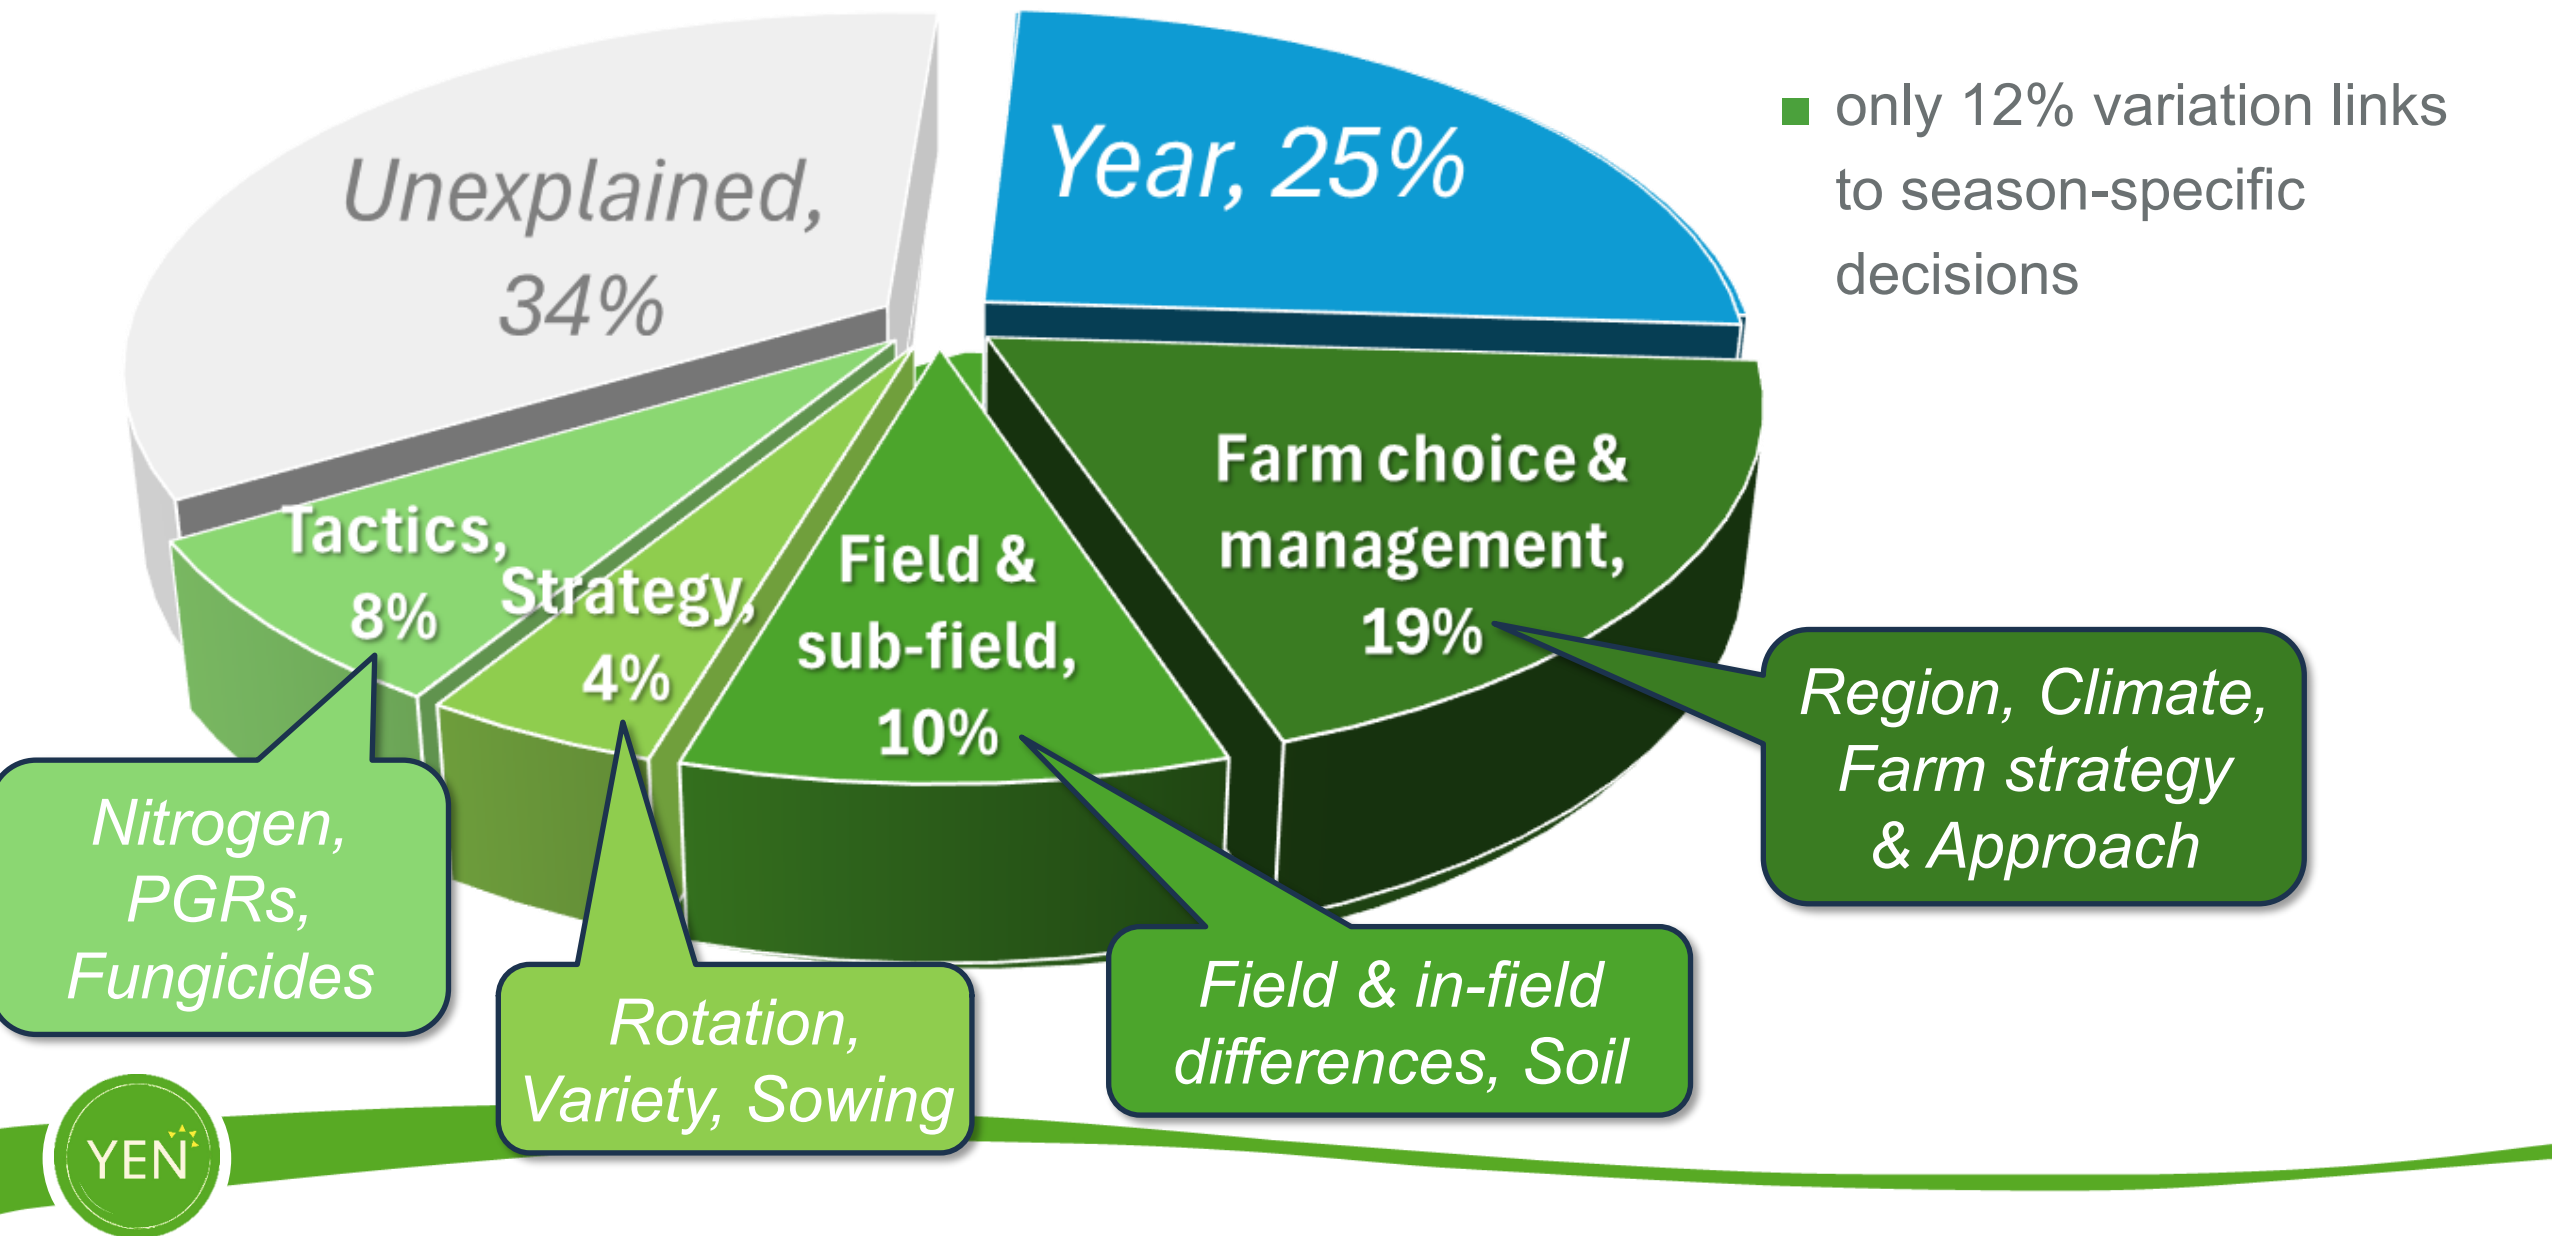 Unexplained,
34%
Year, 25%
only 12% variation links
to season-specific
decisions
Farm choice &
management,
19%
Field &
sub-field,
10%
Strategy,
4%
Tactics,
8%
Region, Climate,
Farm strategy
& Approach
Nitrogen,
PGRs,
Fungicides
Rotation,
Variety, Sowing
Field & in-field
differences, Soil
YEN